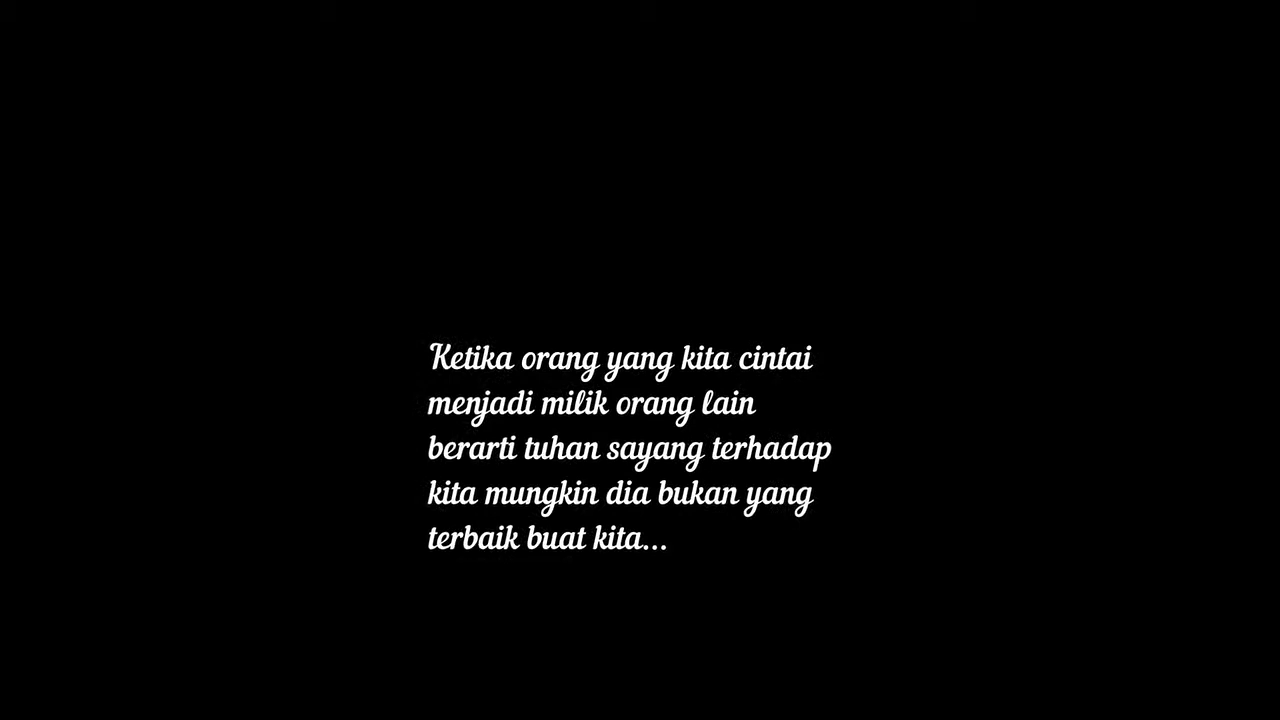 Ketika orang yang kita cintai
menjadi milik orang lain
berarti tuhan sayang terhadap
kita mungkin dia bukan yang
terbaik buat kita...